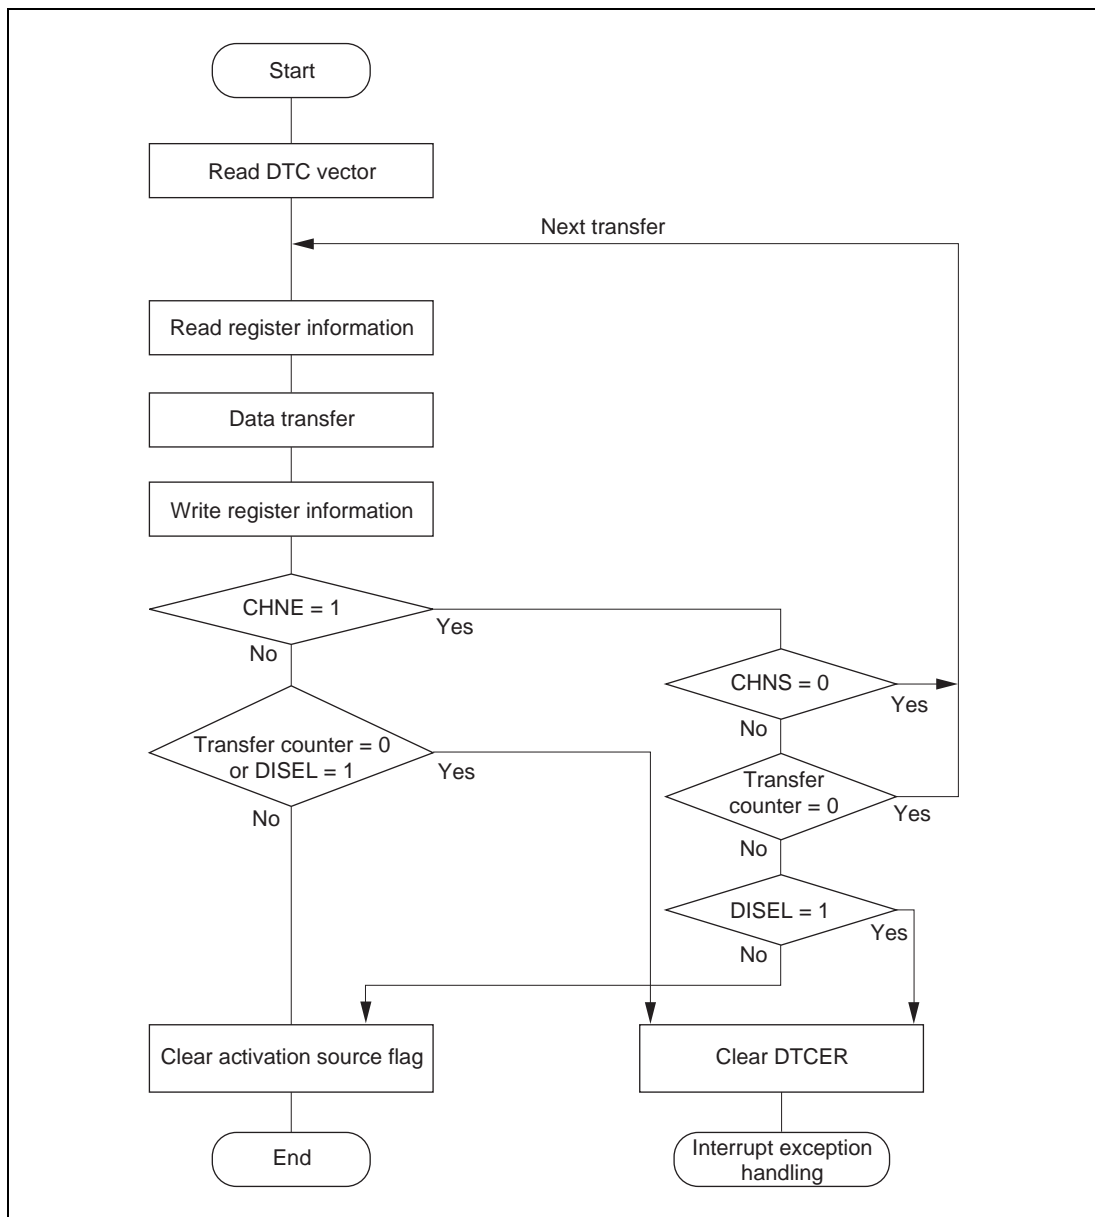 Start
Read DTC vector
Next transfer
Read register information
Data transfer
Write register information
CHNE = 1
Yes
No
CHNS = 0
Yes
No
Transfer counter = 0
or DISEL = 1
Yes
No
Transfer
counter = 0
Yes
No
DISEL = 1
Yes
No
Clear activation source flag
Clear DTCER
End
Interrupt exception
handling